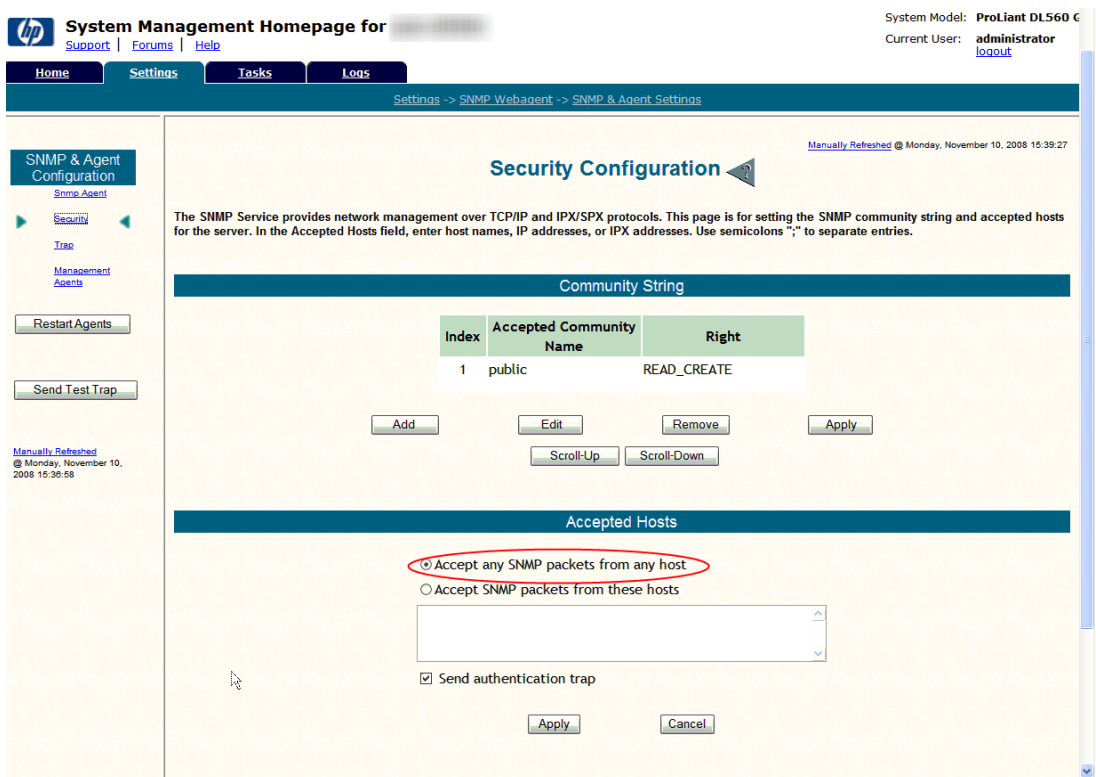 hp
System Management Homepage for
Support | Forums | Help
System Model: ProLiant DL560 G
Current User: administrator
logout
Home
Settings
Tasks
Logs
Settings -> SNMP Webagent -> SNMP & Agent Settings
SNMP & Agent
Configuration
Snmp Agent
Security
Trap
Management
Agents
Restart Agents
Send Test Trap
Manually Refreshed
@ Monday, November 10,
2008 15:36:58
Manually Refreshed @ Monday, November 10, 2008 15:39:27
Security Configuration
?
The SNMP Service provides network management over TCP/IP and IPX/SPX protocols. This page is for setting the SNMP community string and accepted hosts
for the server. In the Accepted Hosts field, enter host names, IP addresses, or IPX addresses. Use semicolons ";" to separate entries.
Community String
Index
Accepted Community
Name
Right
1 public READ_CREATE
Add
Edit
Remove
Apply
Scroll-Up
Scroll-Down
Accepted Hosts
Accept any SNMP packets from any host
Accept SNMP packets from these hosts
Send authentication trap
Apply
Cancel